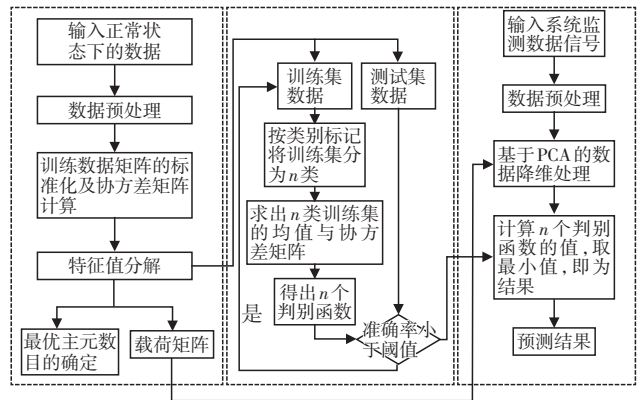 输入正常状
态下的数据
数据预处理
训练数据矩阵的标
准化及协方差矩阵
计算
特征值分解
最优主元数
目的确定
载荷矩阵
训练集
数据
测试集
数据
按类别标记
将训练集分
为n类
求出n类训练集
的均值与协方
差矩阵
得出n个
判别函数
是
准确率小
于阈值
输入系统监
测数据信号
数据预处理
基于PCA的数
据降维处理
计算n个判别
函数的值,取
最小值,即为
结果
预测结果